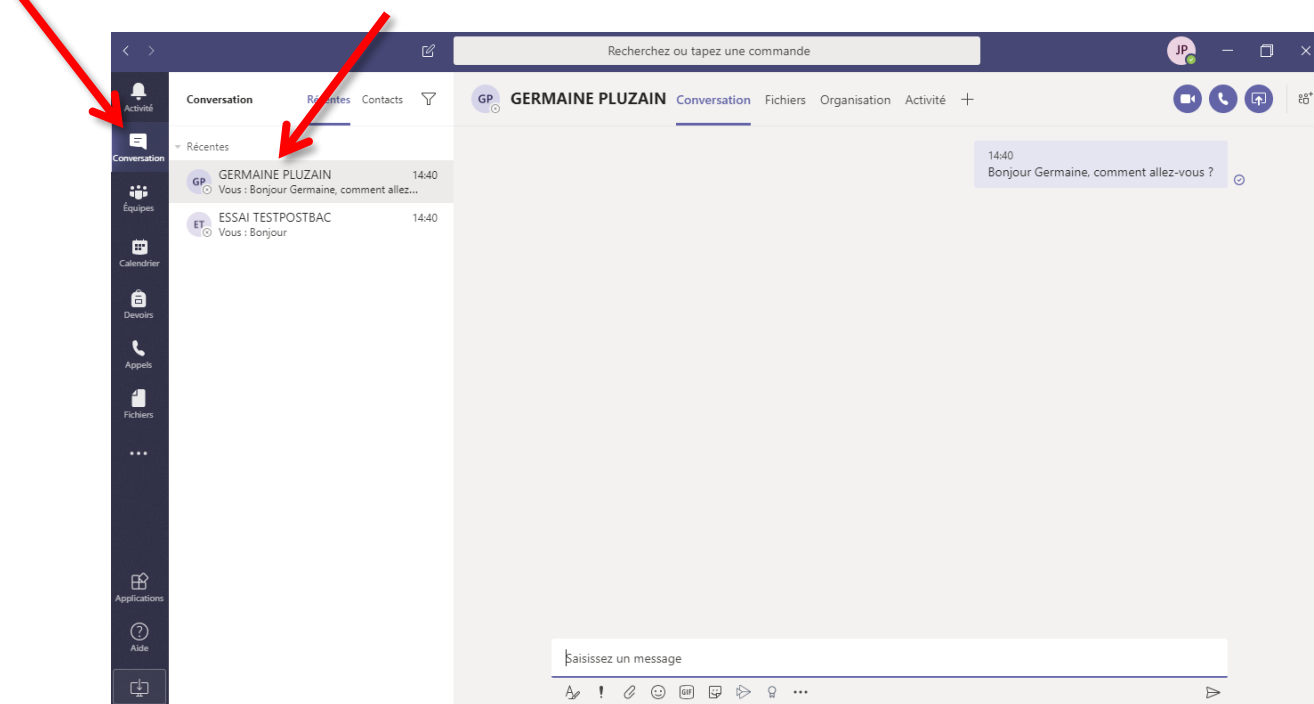 Recherchez ou tapez une commande
JP
Activité
Conversation
Équipes
Calendrier
Devoirs
Appels
Fichiers
Applications
Aide
Conversation Récentes Contacts
Récentes
GP GERMAINE PLUZAIN 14:40
Vous : Bonjour Germaine, comment allez...
ET ESSAI TESTPOSTBAC 14:40
Vous : Bonjour
GP GERMAINE PLUZAIN Conversation Fichiers Organisation Activité
14:40
Bonjour Germaine, comment allez-vous ?
Saisissez un message
GIF